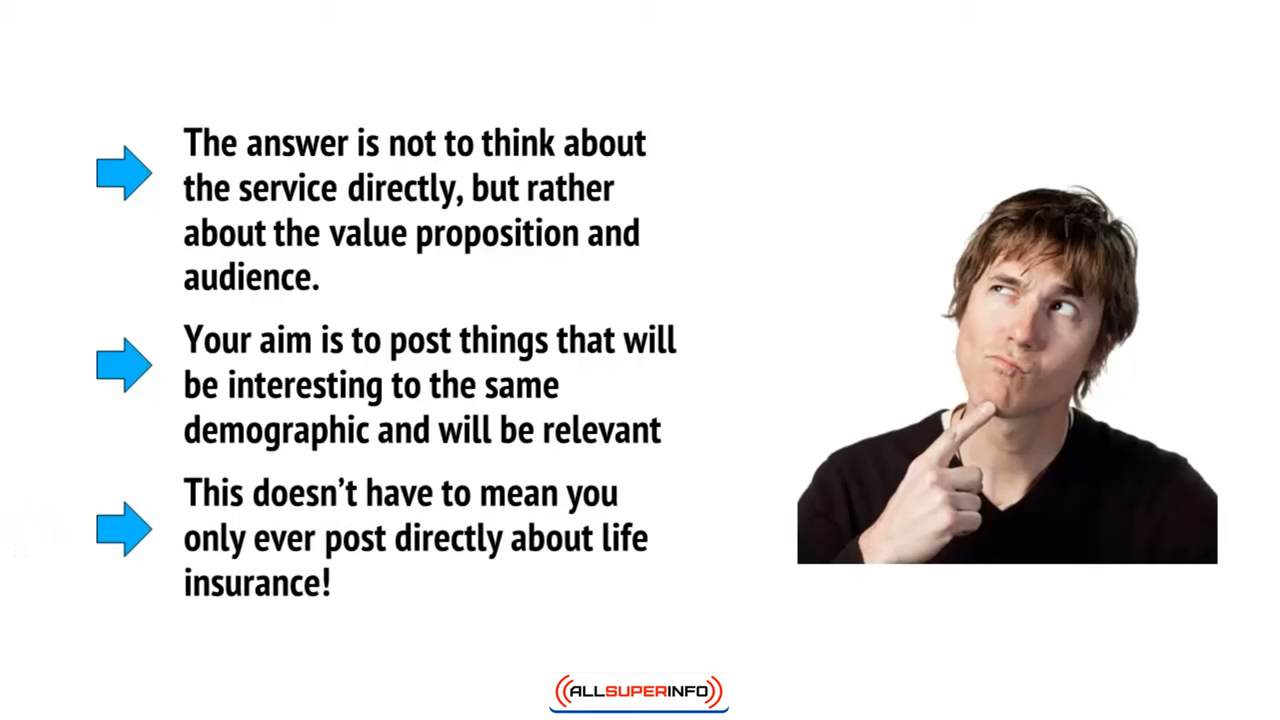 The answer is not to think about
the service directly, but rather
about the value proposition and
audience.
Your aim is to post things that will
be interesting to the same
demographic and will be relevant
This doesn't have to mean you
only ever post directly about life
insurance!
ALLSUPERINFO